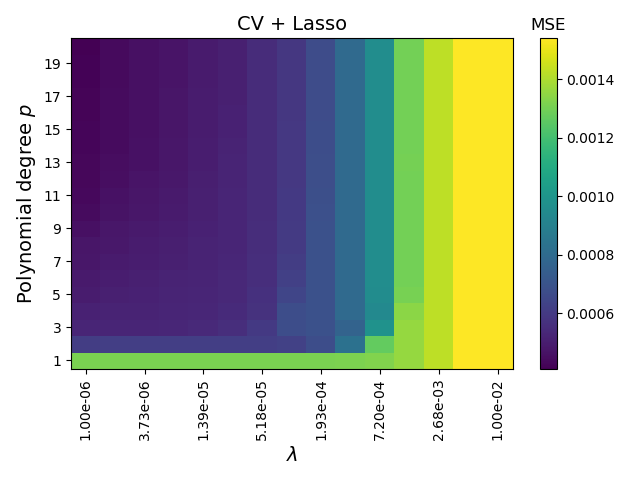 CV + Lasso
MSE
Polynomial degree p
19
17
15
13
11
9
7
5
3
1
1.00e-06
3.73e-06
1.39e-05
5.18e-05
1.93e-04
7.20e-04
2.68e-03
1.00e-02
λ
0.0014
0.0012
0.0010
0.0008
0.0006